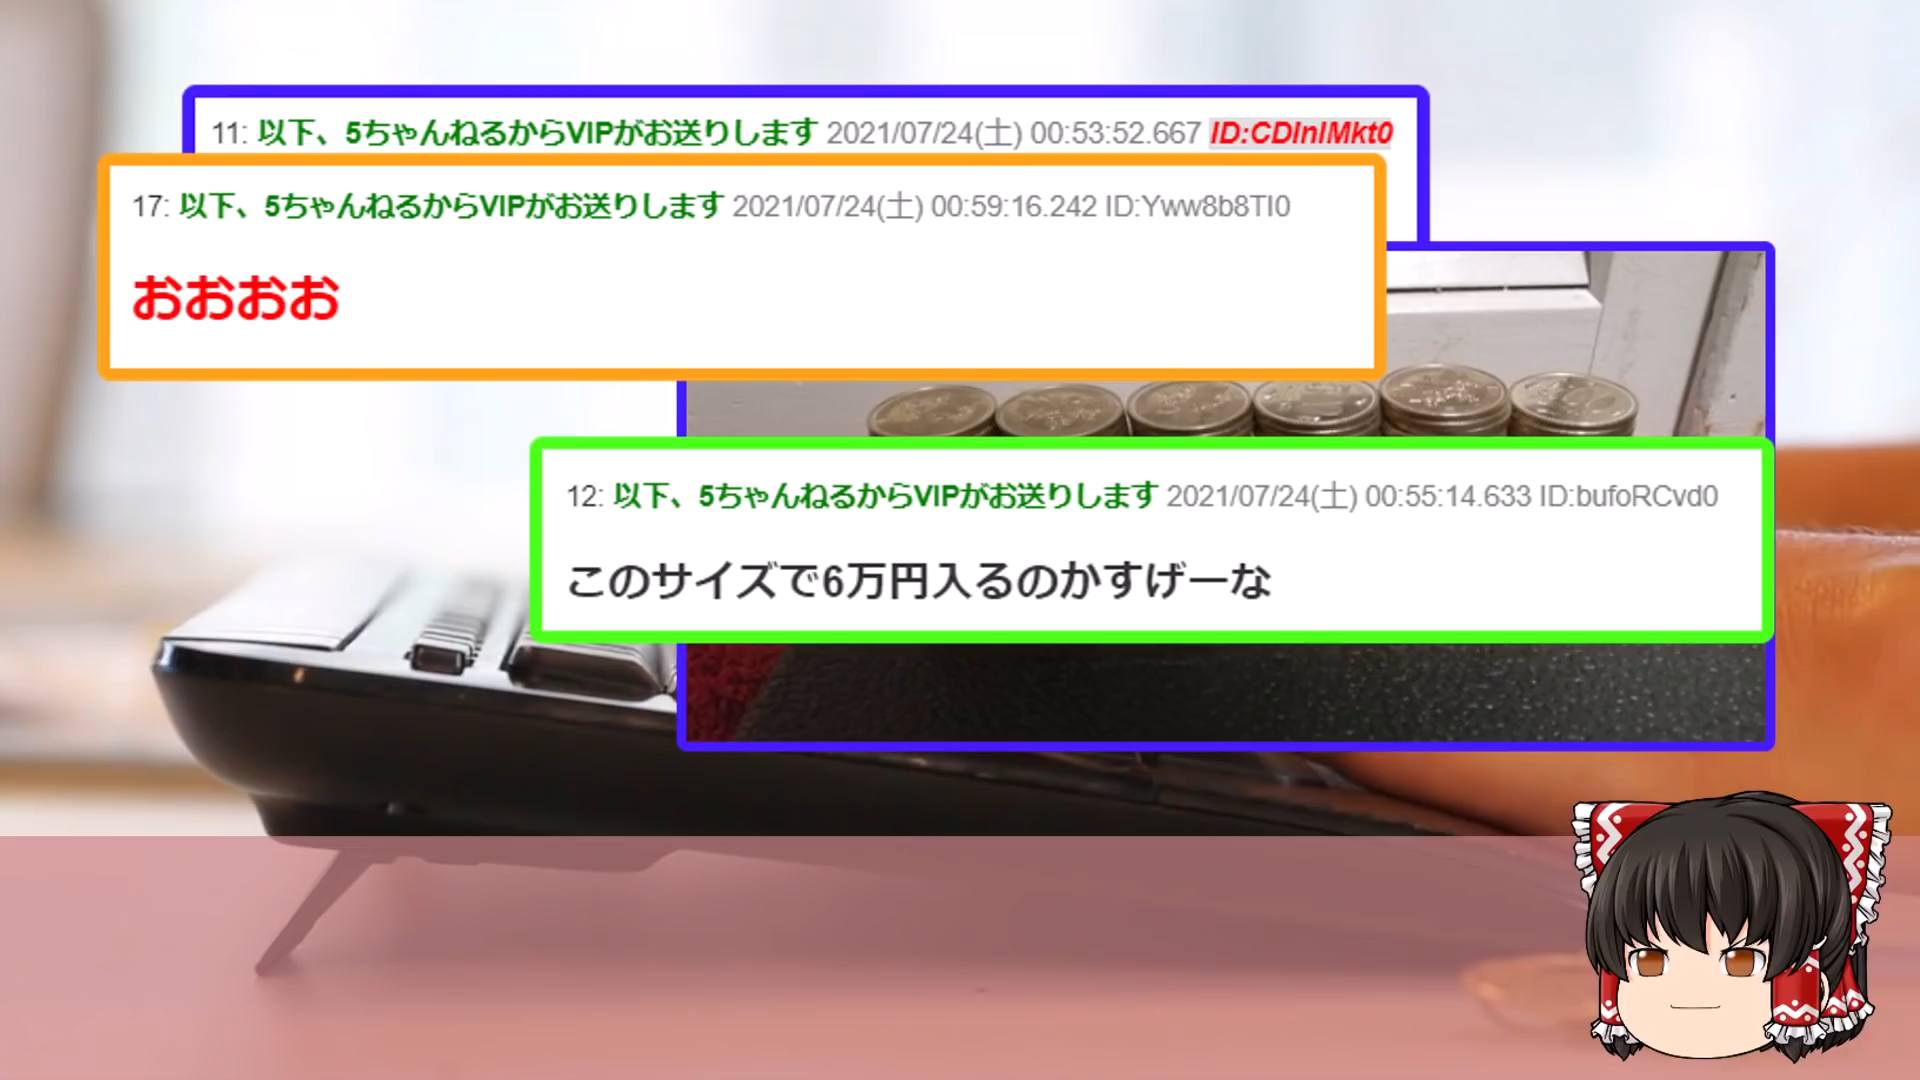 11: 以下、5ちゃんねるからVIPがお送りします 2021/07/24(土) 00:53:52.667 ID:CDInIMkt0
17: 以下、5ちゃんねるからVIPがお送りします 2021/07/24(土) 00:59:16.242 ID:Yww8b8TI0
おおおお
12: 以下、5ちゃんねるからVIPがお送りします 2021/07/24(土) 00:55:14.633 ID:bufoRCvd0
このサイズで6万円入るのかすげーな